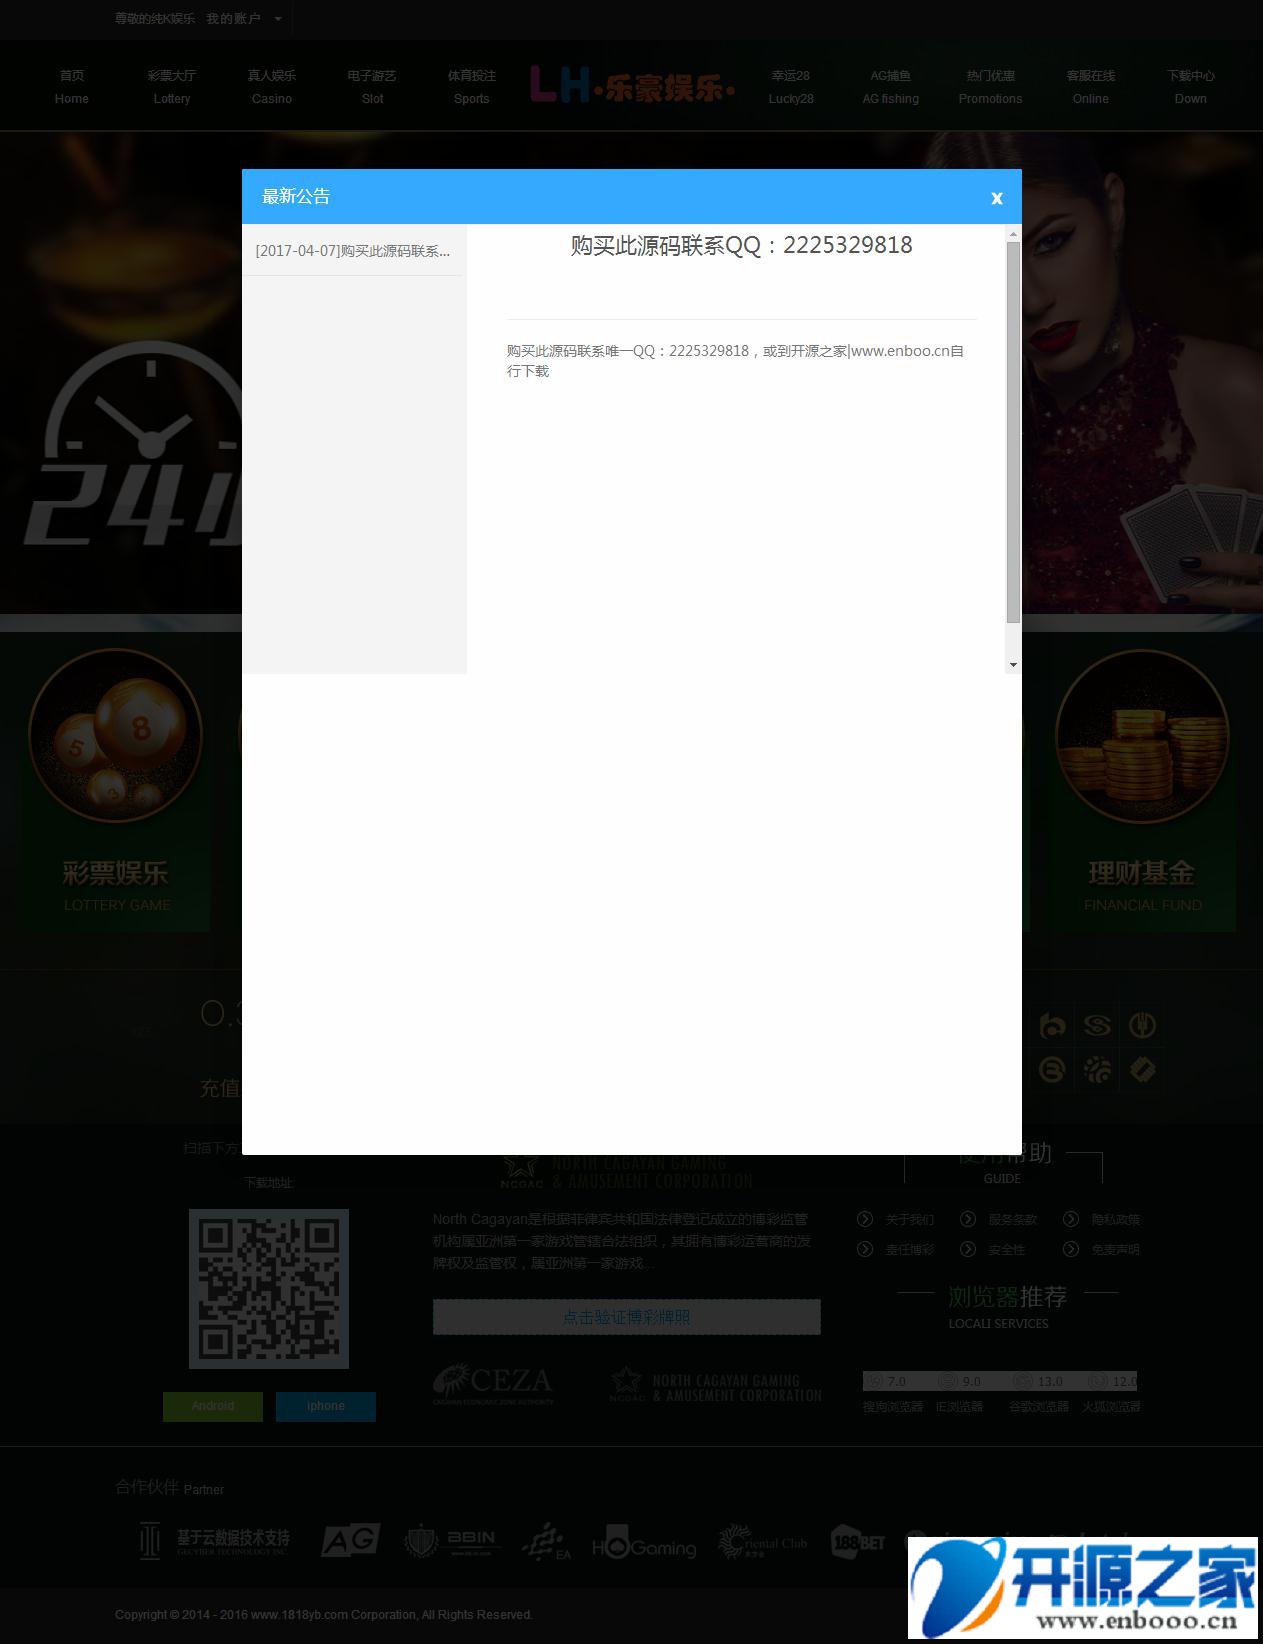 尊敬的纯K娱乐 我的账户
首页 彩票大厅 真人娱乐 电子游艺 体育投注 LH·乐豪娱乐· 幸运28 AG捕鱼 热门优惠 客服在线 下载中心
Home Lottery Casino Slot Sports Lucky28 AG fishing Promotions Online Down
最新公告 x
[2017-04-07]购买此源码联系...
购买此源码联系QQ：2225329818
购买此源码联系唯一QQ：2225329818，或到开源之家|www.enboo.cn自
行下载
24小
5 8
3
彩票娱乐 理财基金
LOTTERY GAME FINANCIAL FUND
充值
扫描下方
下载地址
Android iphone
NORTH CAGAYAN GAMING
NCGAC & AMUSEMENT CORPORATION
North Cagayan是根据菲律宾共和国法律登记成立的博彩监管
机构属亚洲第一家游戏管辖合法组织，其拥有博彩运营商的发
牌权及监管权，属亚洲第一家游戏...
点击验证博彩牌照
CEZA
CAGAYAN ECONOMIC ZONE AUTHORITY
NORTH CAGAYAN GAMING
NCGAC & AMUSEMENT CORPORATION
使用帮助
GUIDE
关于我们 服务条款 隐私政策
责任博彩 安全性 免责声明
浏览器推荐
LOCALI SERVICES
7.0 9.0 13.0 12.0
搜狗浏览器 IE浏览器 谷歌浏览器 火狐浏览器
合作伙伴 Partner
基于云数据技术支持
GECYBER TECHNOLOGY INC.
AG BBIN EA HoGaming Oriental Club 188BET
Copyright © 2014 - 2016 www.1818yb.com Corporation, All Rights Reserved.
开源之家
www.enbooo.cn